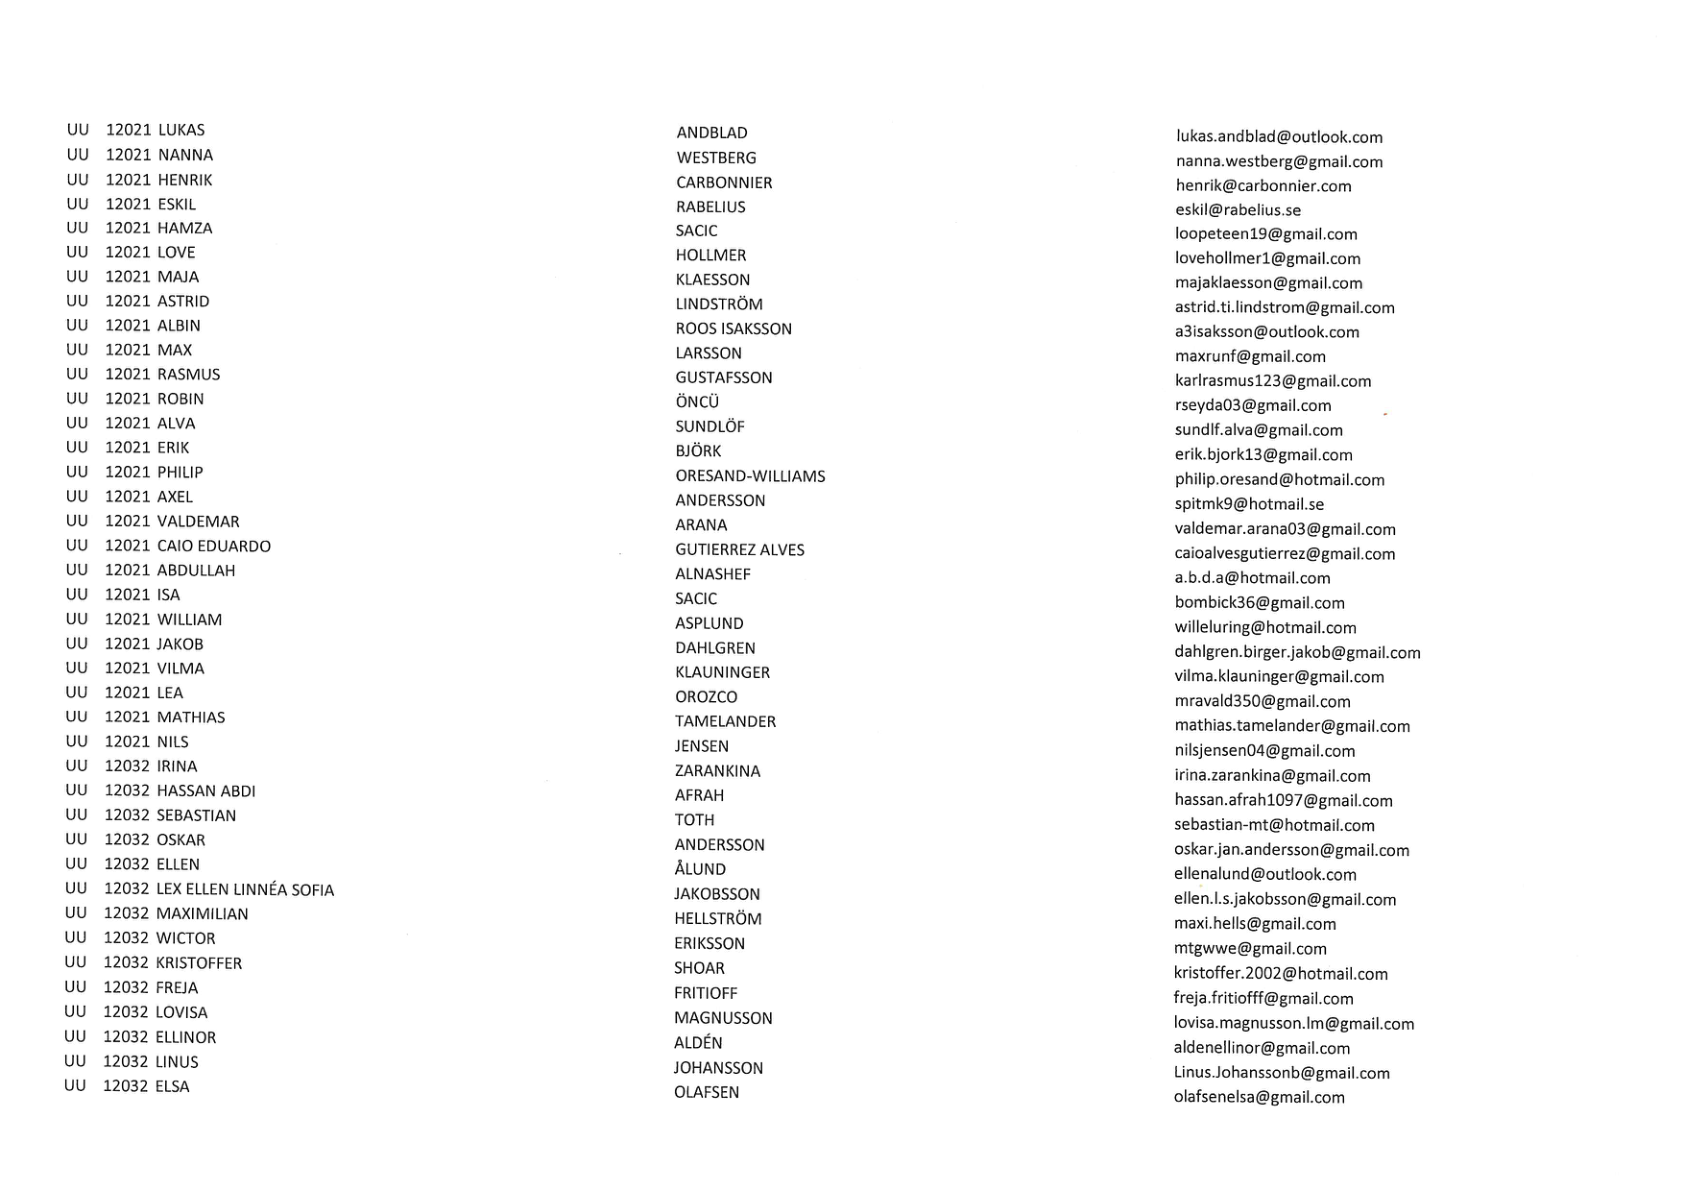 UU 12021 LUKAS ANDBLAD lukas.andblad@outlook.com
UU 12021 NANNA WESTBERG nanna.westberg@gmail.com
UU 12021 HENRIK CARBONNIER henrik@carbonnier.com
UU 12021 ESKIL RABELIUS eskil@rabelius.se
UU 12021 HAMZA SACIC loopeteen19@gmail.com
UU 12021 LOVE HOLLMER lovehollmer1@gmail.com
UU 12021 MAJA KLAESSON majaklaesson@gmail.com
UU 12021 ASTRID LINDSTRÖM astrid.ti.lindstrom@gmail.com
UU 12021 ALBIN ROOS ISAKSSON a3isaksson@outlook.com
UU 12021 MAX LARSSON maxrunf@gmail.com
UU 12021 RASMUS GUSTAFSSON karlrasmus123@gmail.com
UU 12021 ROBIN ÖNCÜ rseyda03@gmail.com
UU 12021 ALVA SUNDLÖF sundlf.alva@gmail.com
UU 12021 ERIK BJÖRK erik.bjork13@gmail.com
UU 12021 PHILIP ORESAND-WILLIAMS philip.oresand@hotmail.com
UU 12021 AXEL ANDERSSON spitmk9@hotmail.se
UU 12021 VALDEMAR ARANA valdemar.arana03@gmail.com
UU 12021 CAIO EDUARDO GUTIERREZ ALVES caioalvesgutierrez@gmail.com
UU 12021 ABDULLAH ALNASHEF a.b.d.a@hotmail.com
UU 12021 ISA SACIC bombick36@gmail.com
UU 12021 WILLIAM ASPLUND willeluring@hotmail.com
UU 12021 JAKOB DAHLGREN dahlgren.birger.jakob@gmail.com
UU 12021 VILMA KLAUNINGER vilma.klauninger@gmail.com
UU 12021 LEA OROZCO mravald350@gmail.com
UU 12021 MATHIAS TAMELANDER mathias.tamelander@gmail.com
UU 12021 NILS JENSEN nilsjensen04@gmail.com
UU 12032 IRINA ZARANKINA irina.zarankina@gmail.com
UU 12032 HASSAN ABDI AFRAH hassan.afrah1097@gmail.com
UU 12032 SEBASTIAN TOTH sebastian-mt@hotmail.com
UU 12032 OSKAR ANDERSSON oskar.jan.andersson@gmail.com
UU 12032 ELLEN ÅLUND ellenalund@outlook.com
UU 12032 LEX ELLEN LINNÉA SOFIA JAKOBSSON ellen.l.s.jakobsson@gmail.com
UU 12032 MAXIMILIAN HELLSTRÖM maxi.hells@gmail.com
UU 12032 WICTOR ERIKSSON mtgwwe@gmail.com
UU 12032 KRISTOFFER SHOAR kristoffer.2002@hotmail.com
UU 12032 FREJA FRITIOFF freja.fritiofff@gmail.com
UU 12032 LOVISA MAGNUSSON lovisa.magnusson.lm@gmail.com
UU 12032 ELLINOR ALDÉN aldenellinor@gmail.com
UU 12032 LINUS JOHANSSON Linus.Johanssonb@gmail.com
UU 12032 ELSA OLAFSEN olafsenelsa@gmail.com